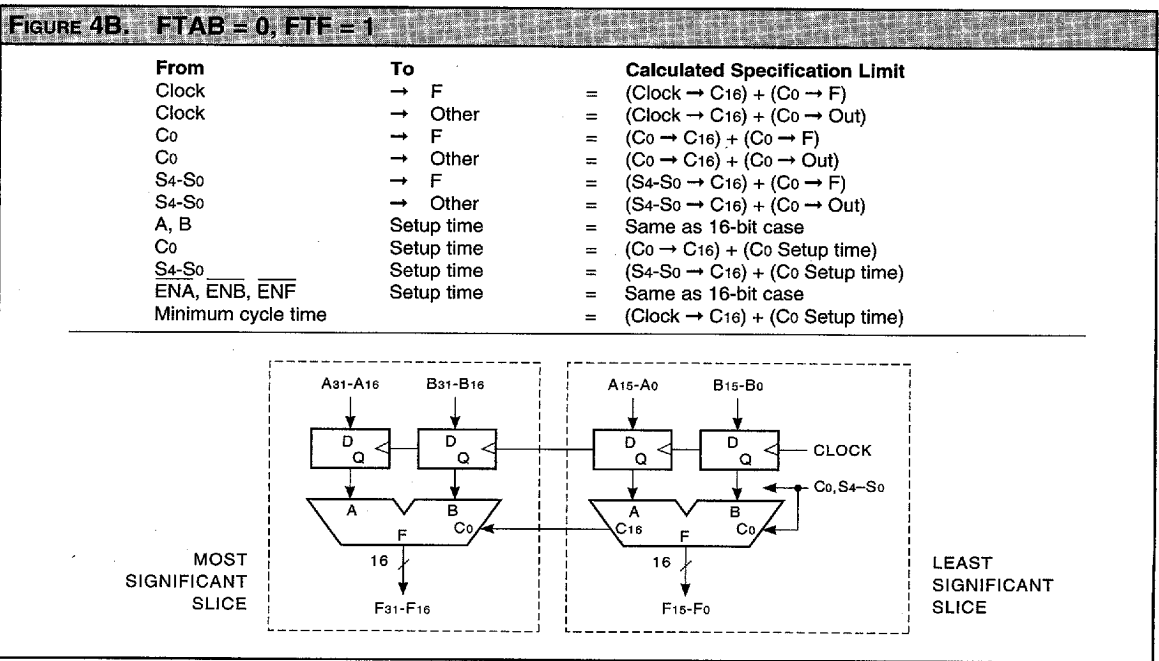 FIGURE 4B. FTAB = 0, FTF = 1
From To Calculated Specification Limit
Clock → F = (Clock → C16) + (C0 → F)
Clock → Other = (Clock → C16) + (C0 → Out)
C0 → F = (C0 → C16) + (C0 → F)
C0 → Other = (C0 → C16) + (C0 → Out)
S4-S0 → F = (S4-S0 → C16) + (C0 → F)
S4-S0 → Other = (S4-S0 → C16) + (C0 → Out)
A, B Setup time = Same as 16-bit case
C0 Setup time = (C0 → C16) + (C0 Setup time)
S4-S0 Setup time = (S4-S0 → C16) + (C0 Setup time)
E̅N̅A̅, E̅N̅B̅, E̅N̅F̅ Setup time = Same as 16-bit case
Minimum cycle time = (Clock → C16) + (C0 Setup time)
A31-A16 B31-B16 A15-A0 B15-B0
D Q D Q D Q D Q CLOCK
C0, S4–S0
A B C0 F A B C16 C0 F
16 16
F31-F16 F15-F0
MOST
SIGNIFICANT
SLICE
LEAST
SIGNIFICANT
SLICE